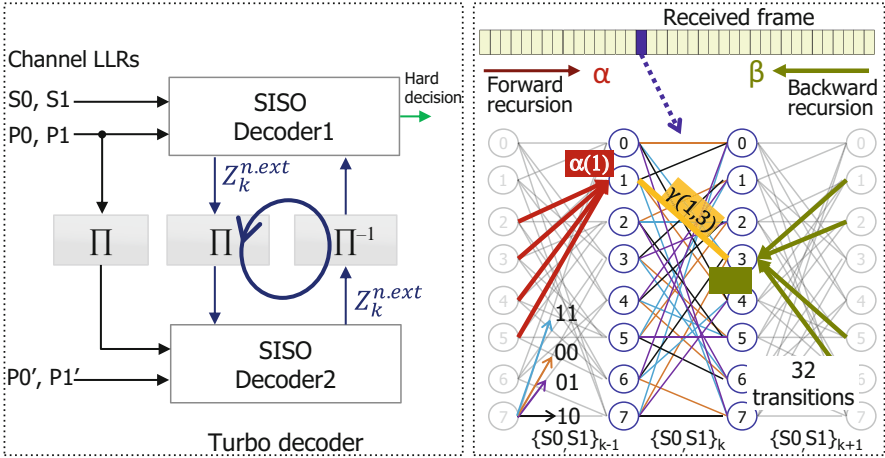 Channel LLRs
S0, S1
P0, P1
SISO
Decoder1
Hard
decision
Z_k^{n.ext}
∏
∏
∏⁻¹
Z_k^{n.ext}
SISO
Decoder2
P0′, P1′
Turbo decoder
Received frame
α
β
Forward
recursion
Backward
recursion
0 0 0 0
α(1)
1 1 1 1
γ(1,3)
2 2 2 2
3 3 3 3
4 4 4 4
11
5 5 5 5
00
32
transitions
6 6 6
01
7 7 7 7
10
{S0,S1}k-1
{S0,S1}k
{S0,S1}k+1